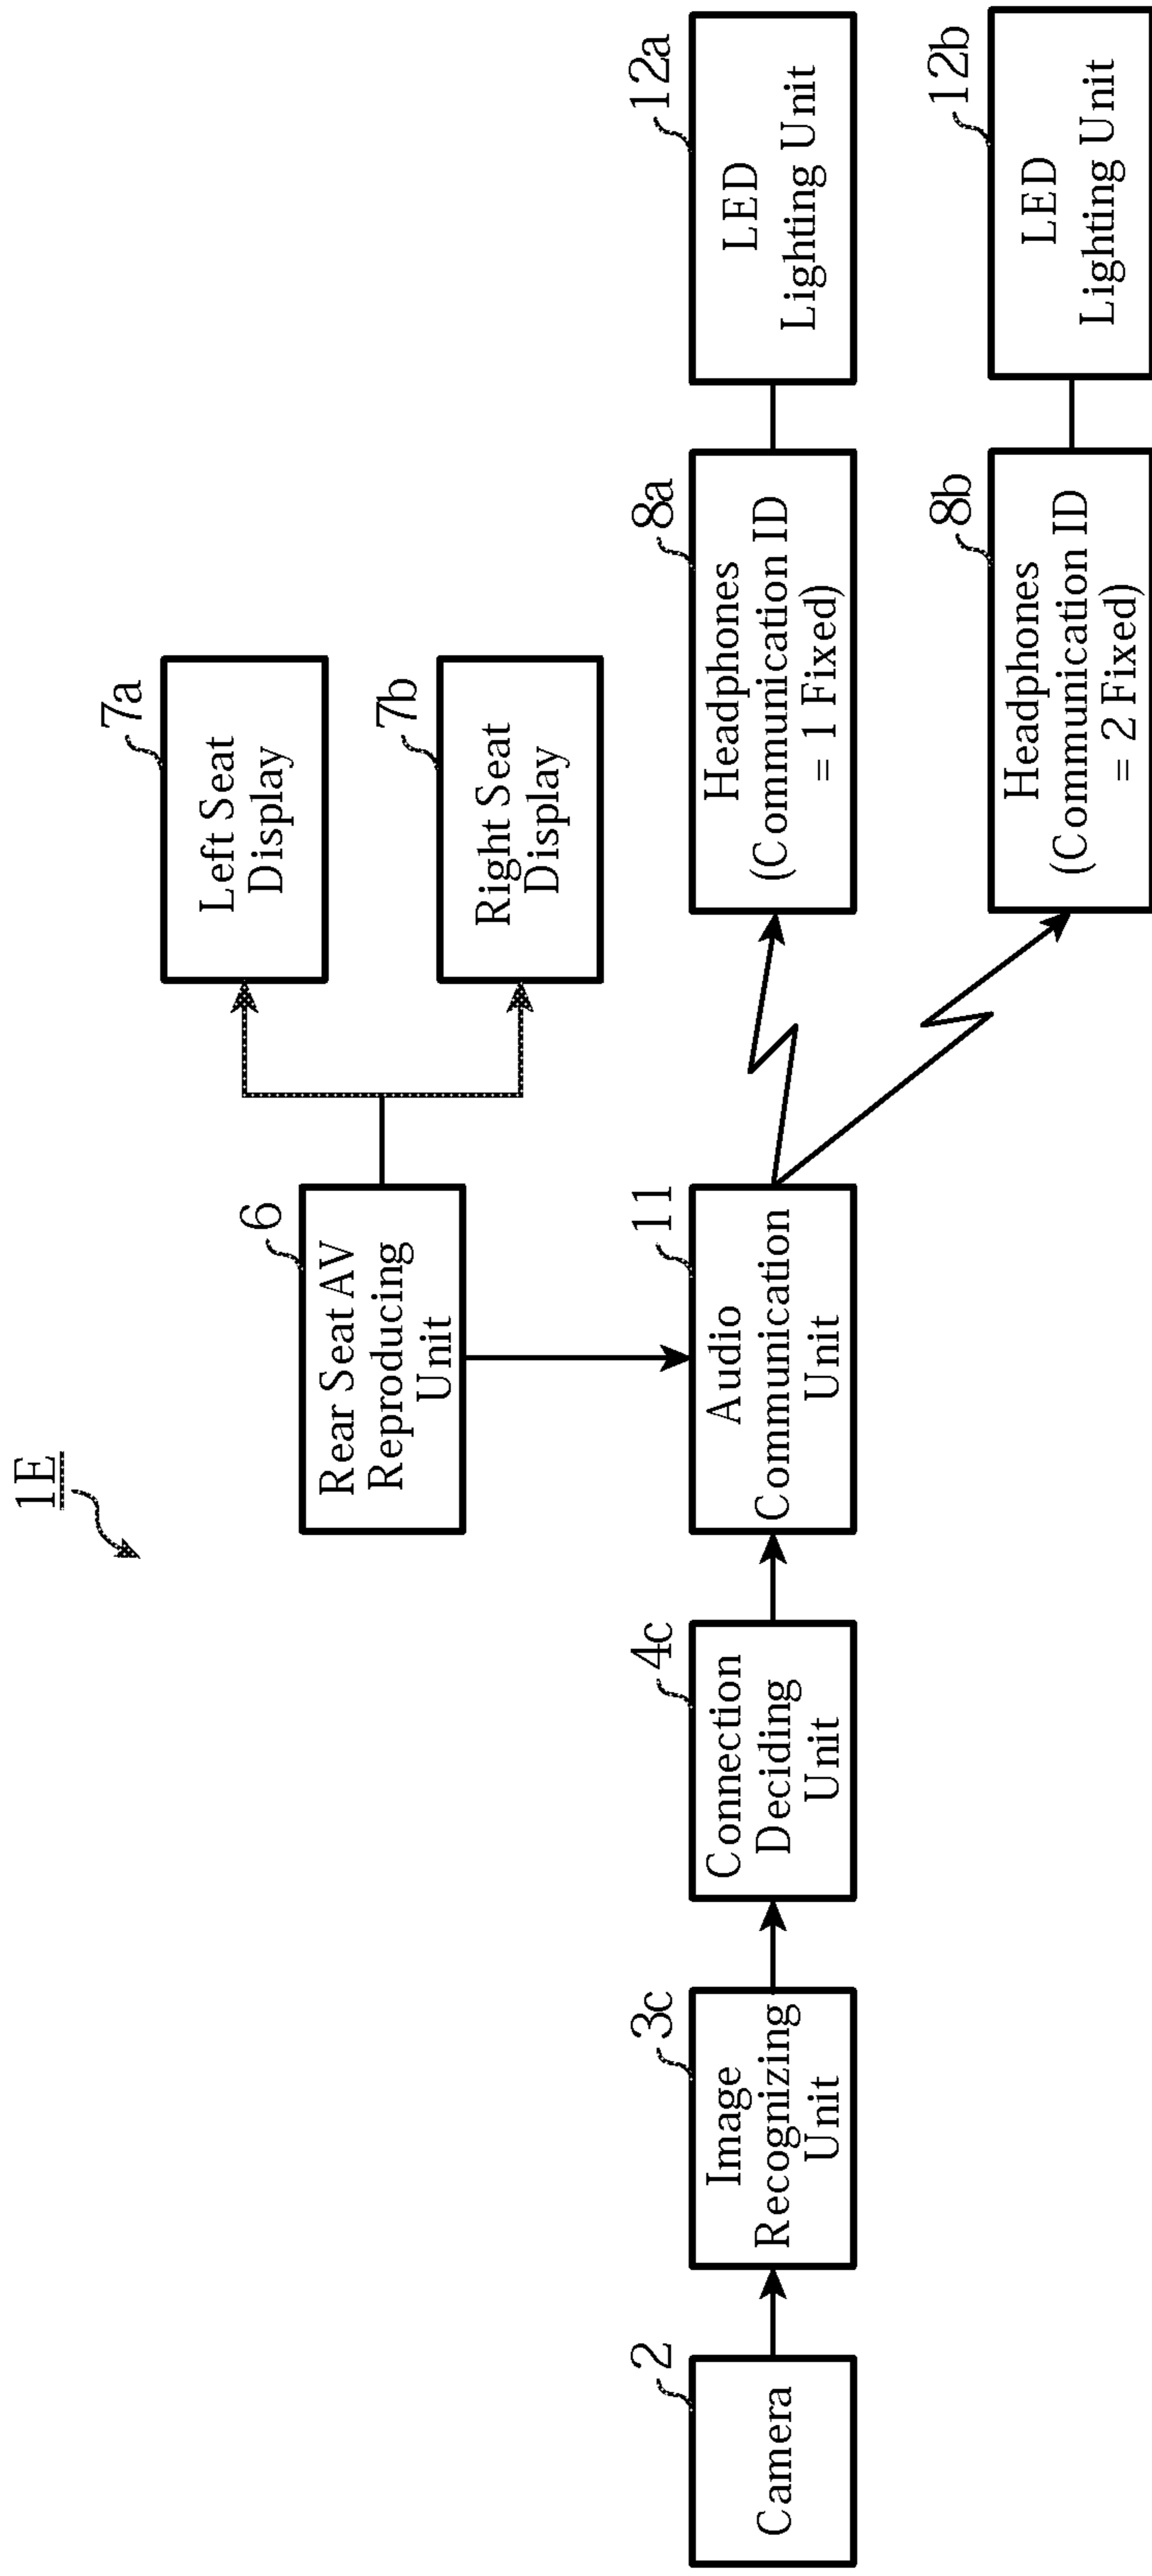 1E
2
Camera
3c
Image
Recognizing
Unit
4c
Connection
Deciding
Unit
6
Rear Seat AV
Reproducing
Unit
11
Audio
Communication
Unit
7a
Left Seat
Display
7b
Right Seat
Display
8a
Headphones
(Communication ID
= 1 Fixed)
8b
Headphones
(Communication ID
= 2 Fixed)
12a
LED
Lighting Unit
12b
LED
Lighting Unit